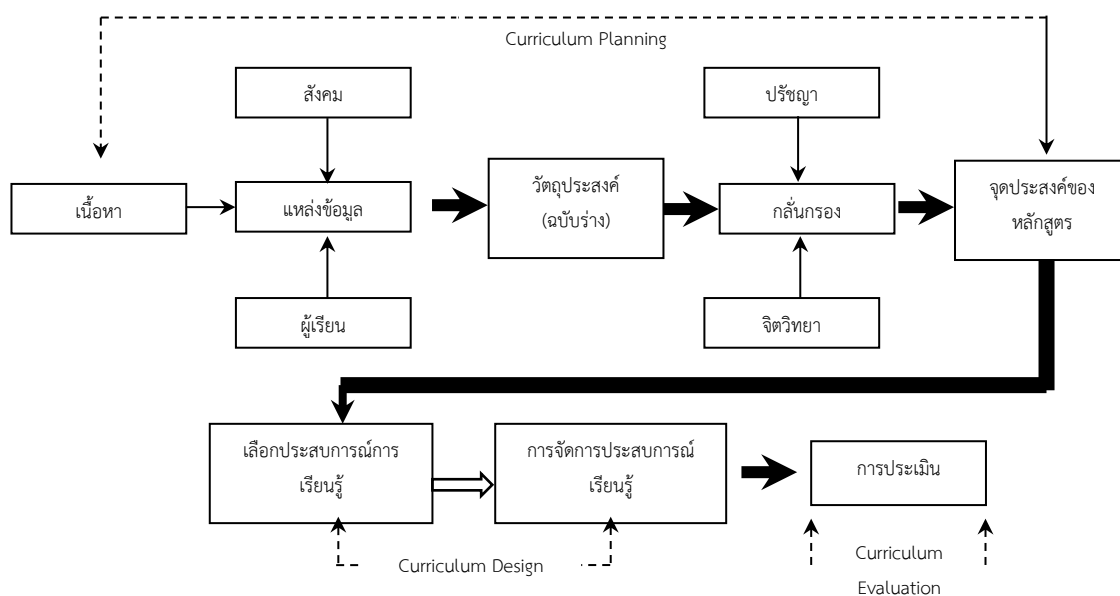 Curriculum Planning
สังคม
ปรัชญา
เนื้อหา
แหล่งข้อมูล
วัตถุประสงค์
(ฉบับร่าง)
กลั่นกรอง
จุดประสงค์ของ
หลักสูตร
ผู้เรียน
จิตวิทยา
เลือกประสบการณ์การ
เรียนรู้
การจัดการประสบการณ์
เรียนรู้
การประเมิน
Curriculum Design
Curriculum
Evaluation